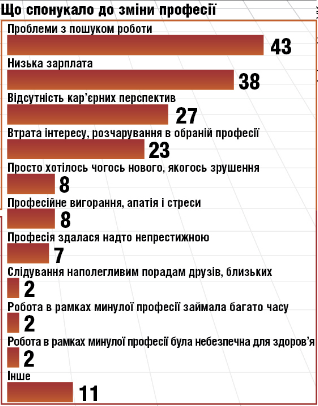 Що спонукало до зміни професії
Проблеми з пошуком роботи
43
Низька зарплата
38
Відсутність кар'єрних перспектив
27
Втрата інтересу, розчарування в обраній професії
23
Просто хотілось чогось нового, якогось зрушення
8
Професійне вигорання, апатія і стреси
8
Професія здалася надто непрестижною
7
Слідування наполегливим порадам друзів, близьких
2
Робота в рамках минулої професії займала багато часу
2
Робота в рамках минулої професії була небезпечна для здоров'я
2
Інше
11